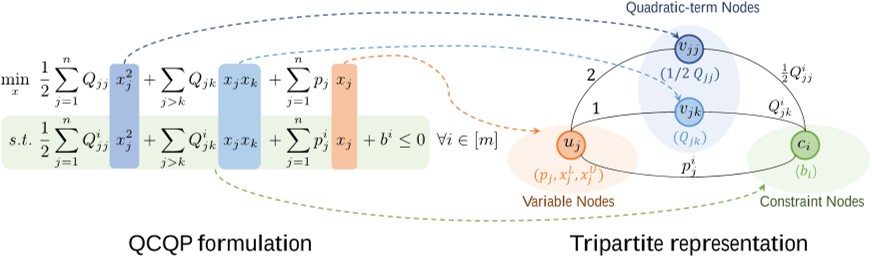 Quadratic-term Nodes
min_x 1/2 ∑_{j=1}^{n} Q_{jj} x_j^2 + ∑_{j>k} Q_{jk} x_j x_k + ∑_{j=1}^{n} p_j x_j
s.t. 1/2 ∑_{j=1}^{n} Q^i_{jj} x_j^2 + ∑_{j>k} Q^i_{jk} x_j x_k + ∑_{j=1}^{n} p^i_j x_j + b^i ≤ 0 ∀i ∈ [m]
v_{jj}
(1/2 Q_{jj})
2
1/2 Q^i_{jj}
1
v_{jk}
Q^i_{jk}
(Q_{jk})
u_j
c_i
p^i_j
(p_j, x^L_j, x^U_j)
(b_i)
Variable Nodes
Constraint Nodes
QCQP formulation
Tripartite representation